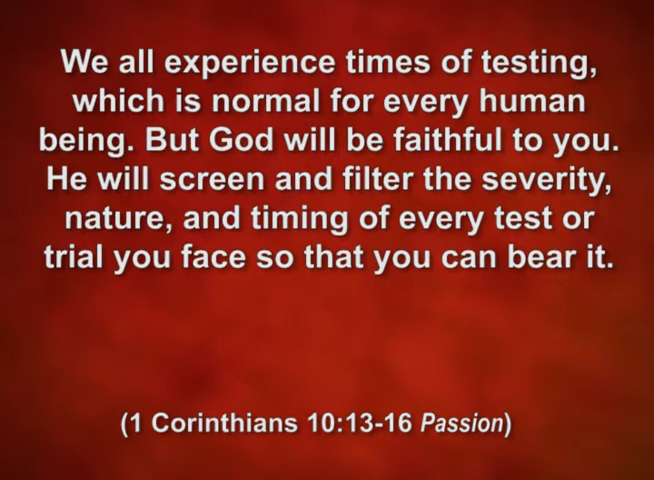 We all experience times of testing,
which is normal for every human
being. But God will be faithful to you.
He will screen and filter the severity,
nature, and timing of every test or
trial you face so that you can bear it.
(1 Corinthians 10:13-16 Passion)